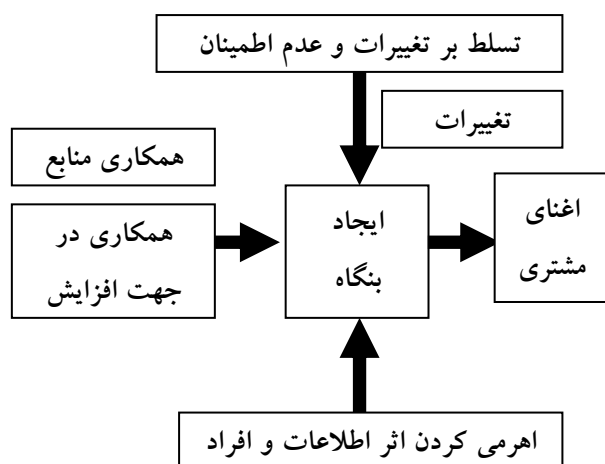 تسلط بر تغییرات و عدم اطمینان
تغییرات
همکاری منابع
همکاری در
جهت افزایش
ایجاد
بنگاه
اغنای
مشتری
اهرمی کردن اثر اطلاعات و افراد